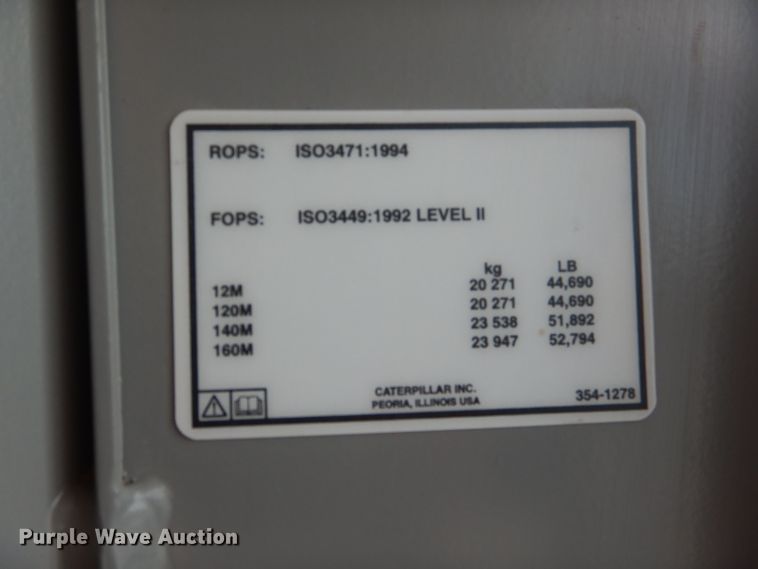 ROPS: ISO3471:1994
FOPS: ISO3449:1992 LEVEL II
kg LB
12M 20 271 44,690
120M 20 271 44,690
140M 23 538 51,892
160M 23 947 52,794
CATERPILLAR INC.
PEORIA, ILLINOIS USA
354-1278
Purple Wave Auction